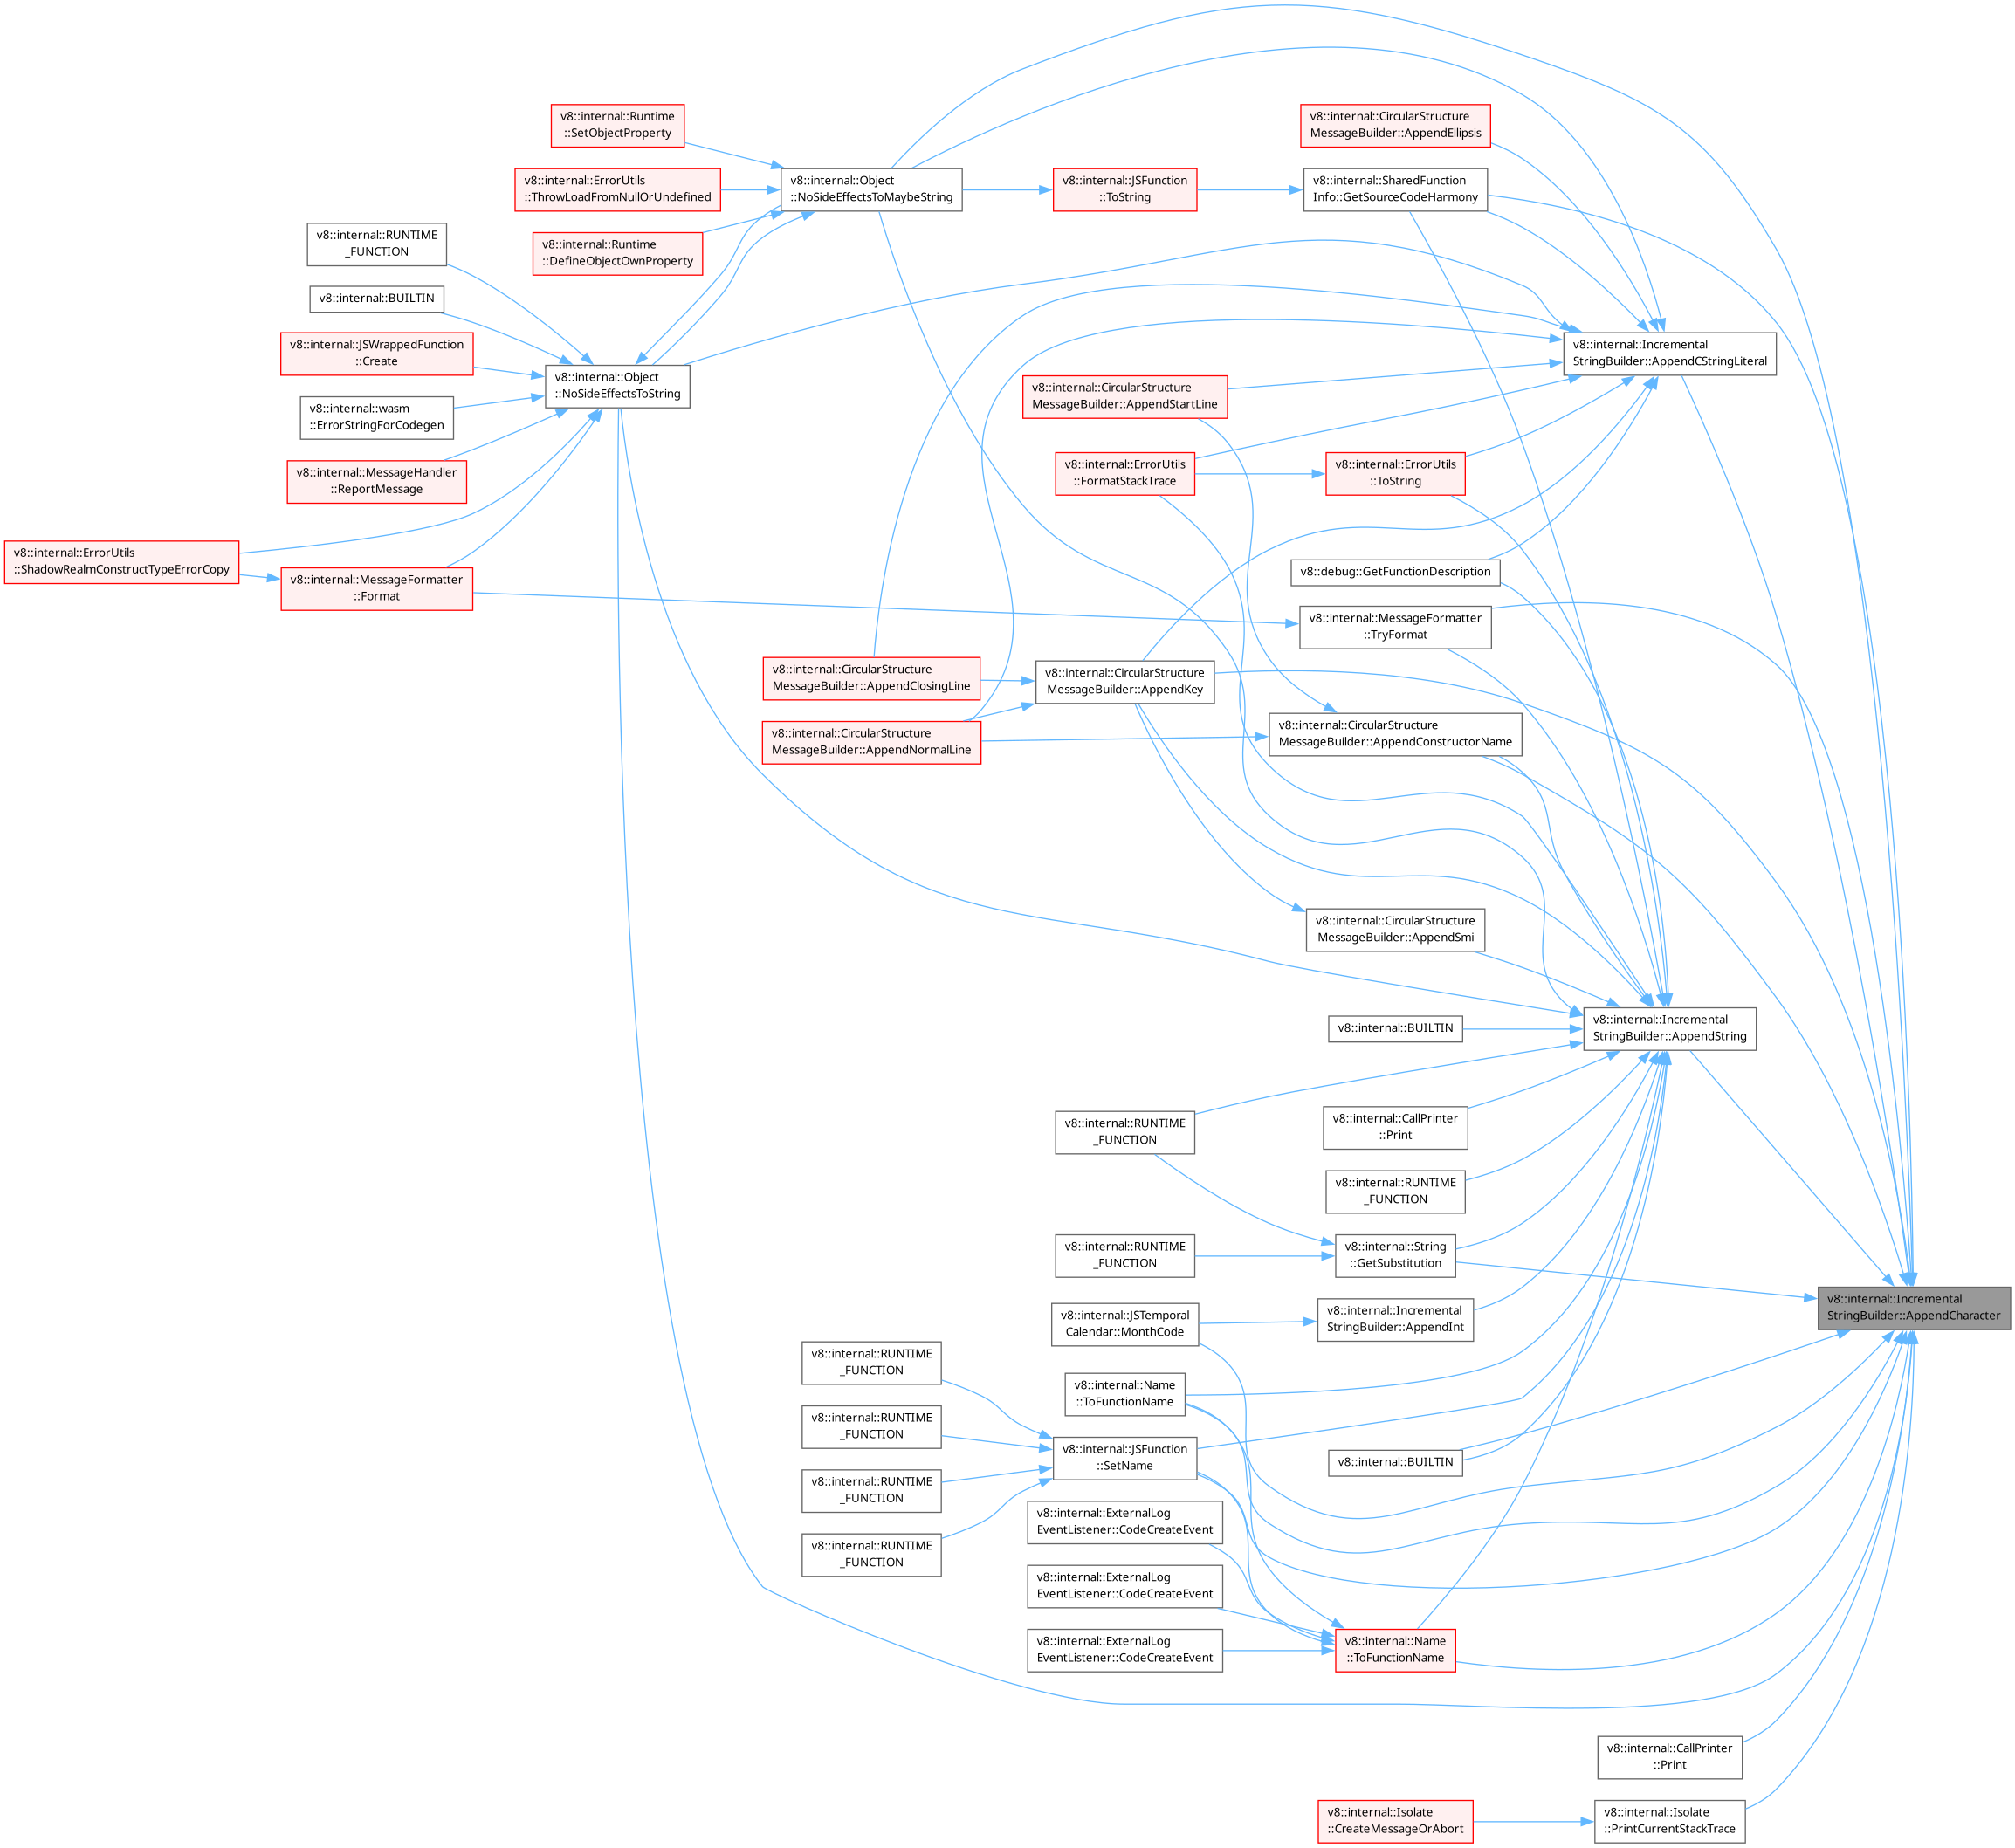 v8::internal::Runtime
::SetObjectProperty
v8::internal::CircularStructure
MessageBuilder::AppendEllipsis
v8::internal::ErrorUtils
::ThrowLoadFromNullOrUndefined
v8::internal::Object
::NoSideEffectsToMaybeString
v8::internal::JSFunction
::ToString
v8::internal::SharedFunction
Info::GetSourceCodeHarmony
v8::internal::RUNTIME
_FUNCTION
v8::internal::Runtime
::DefineObjectOwnProperty
v8::internal::BUILTIN
v8::internal::JSWrappedFunction
::Create
v8::internal::Incremental
StringBuilder::AppendCStringLiteral
v8::internal::Object
::NoSideEffectsToString
v8::internal::CircularStructure
MessageBuilder::AppendStartLine
v8::internal::wasm
::ErrorStringForCodegen
v8::internal::MessageHandler
::ReportMessage
v8::internal::ErrorUtils
::FormatStackTrace
v8::internal::ErrorUtils
::ToString
v8::internal::ErrorUtils
::ShadowRealmConstructTypeErrorCopy
v8::internal::MessageFormatter
::Format
v8::debug::GetFunctionDescription
v8::internal::MessageFormatter
::TryFormat
v8::internal::CircularStructure
MessageBuilder::AppendClosingLine
v8::internal::CircularStructure
MessageBuilder::AppendKey
v8::internal::CircularStructure
MessageBuilder::AppendNormalLine
v8::internal::CircularStructure
MessageBuilder::AppendConstructorName
v8::internal::CircularStructure
MessageBuilder::AppendSmi
v8::internal::BUILTIN
v8::internal::Incremental
StringBuilder::AppendString
v8::internal::RUNTIME
_FUNCTION
v8::internal::CallPrinter
::Print
v8::internal::RUNTIME
_FUNCTION
v8::internal::RUNTIME
_FUNCTION
v8::internal::String
::GetSubstitution
v8::internal::Incremental
StringBuilder::AppendCharacter
v8::internal::JSTemporal
Calendar::MonthCode
v8::internal::Incremental
StringBuilder::AppendInt
v8::internal::RUNTIME
_FUNCTION
v8::internal::Name
::ToFunctionName
v8::internal::RUNTIME
_FUNCTION
v8::internal::JSFunction
::SetName
v8::internal::BUILTIN
v8::internal::RUNTIME
_FUNCTION
v8::internal::ExternalLog
EventListener::CodeCreateEvent
v8::internal::RUNTIME
_FUNCTION
v8::internal::ExternalLog
EventListener::CodeCreateEvent
v8::internal::ExternalLog
EventListener::CodeCreateEvent
v8::internal::Name
::ToFunctionName
v8::internal::CallPrinter
::Print
v8::internal::Isolate
::CreateMessageOrAbort
v8::internal::Isolate
::PrintCurrentStackTrace